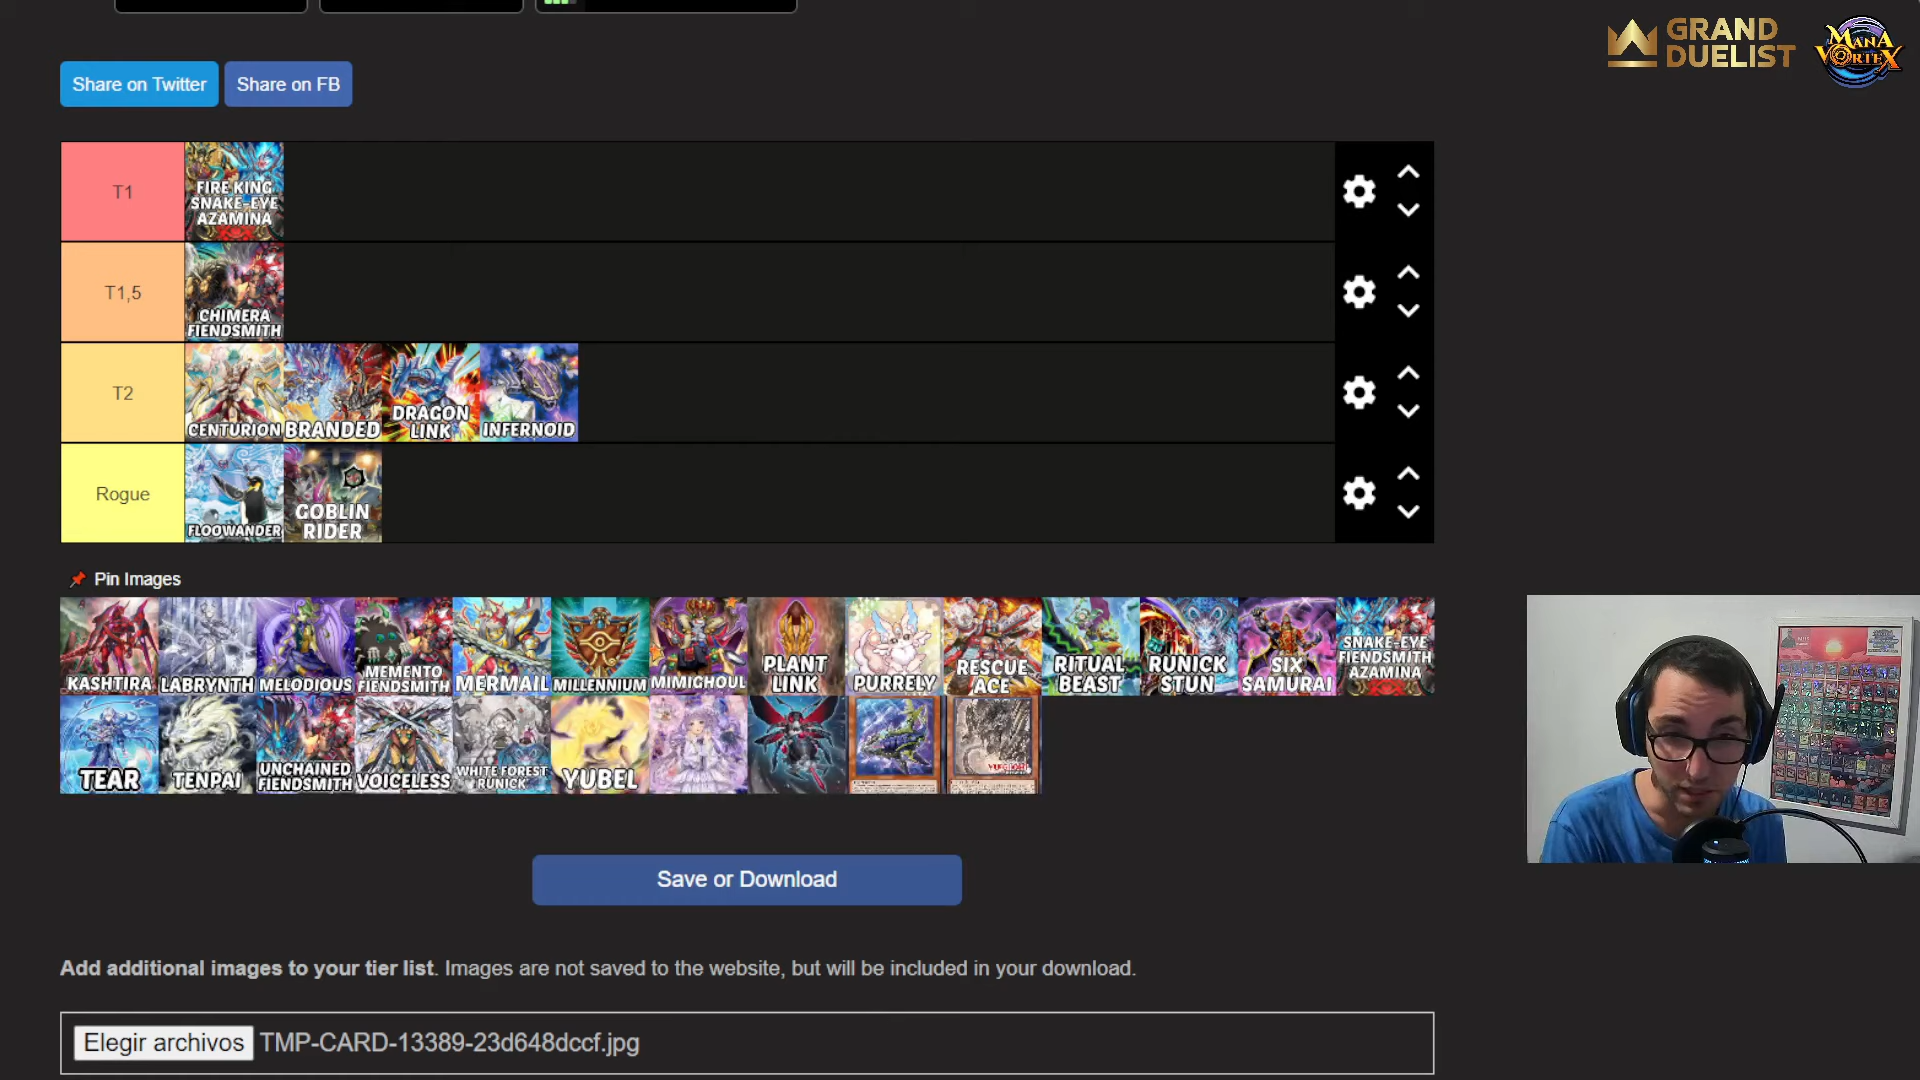 GRAND
DUELIST
MANA
VORTEX
Share on Twitter
Share on FB
T1
FIRE KING
SNAKE-EYE
AZAMINA
T1,5
CHIMERA
FIENDSMITH
T2
CENTURION
BRANDED
DRAGON
LINK
INFERNOID
Rogue
FLOOWANDER
GOBLIN
RIDER
Pin Images
KASHTIRA
LABRYNTH
MELODIOUS
MEMENTO
FIENDSMITH
MERMAIL
MILLENNIUM
MIMIGHOUL
PLANT
LINK
PURRELY
RESCUE
ACE
RITUAL
BEAST
RUNICK
STUN
SIX
SAMURAI
SNAKE-EYE
FIENDSMITH
AZAMINA
TEAR
TENPAI
UNCHAINED
FIENDSMITH
VOICELESS
WHITE FOREST
RUNICK
YUBEL
Save or Download
Add additional images to your tier list. Images are not saved to the website, but will be included in your download.
Elegir archivos TMP-CARD-13389-23d648dccf.jpg